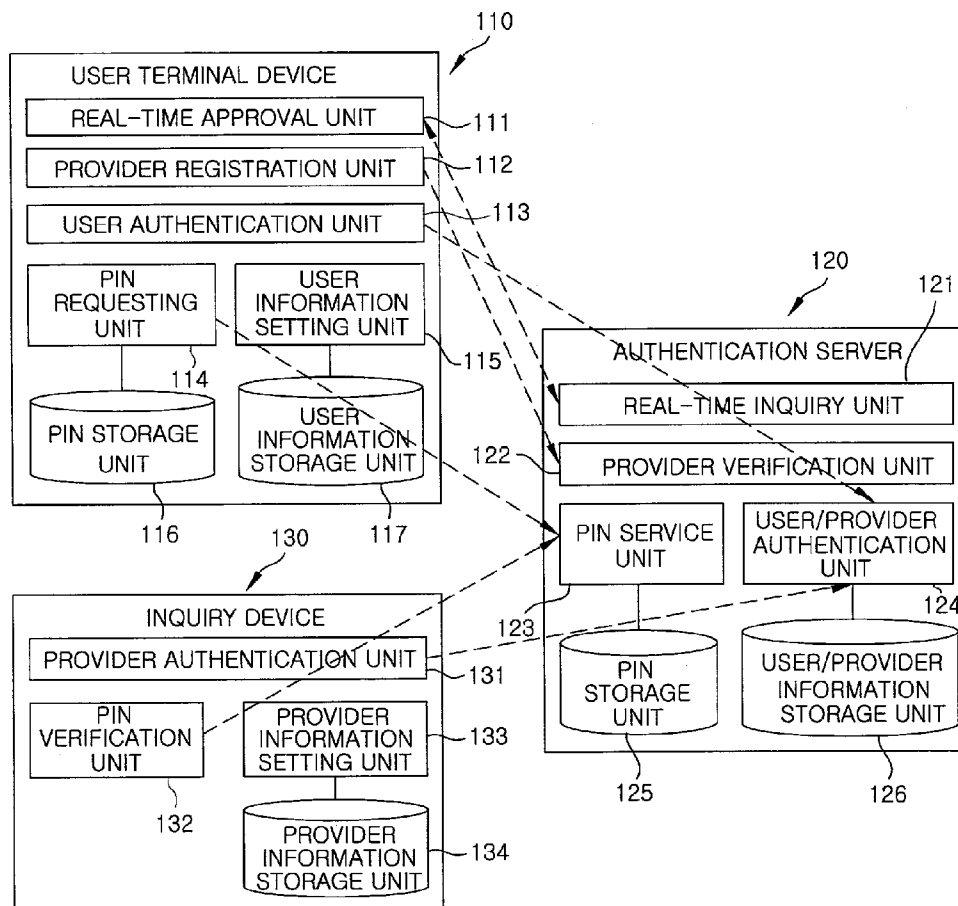 110
USER TERMINAL DEVICE
REAL-TIME APPROVAL UNIT
111
PROVIDER REGISTRATION UNIT
112
USER AUTHENTICATION UNIT
113
PIN
REQUESTING
UNIT
114
USER
INFORMATION
SETTING UNIT
115
PIN STORAGE
UNIT
116
USER
INFORMATION
STORAGE UNIT
117
120
121
AUTHENTICATION SERVER
REAL-TIME INQUIRY UNIT
122
PROVIDER VERIFICATION UNIT
PIN SERVICE
UNIT
123
USER/PROVIDER
AUTHENTICATION
UNIT
124
PIN
STORAGE
UNIT
125
USER/PROVIDER
INFORMATION
STORAGE UNIT
126
130
INQUIRY DEVICE
PROVIDER AUTHENTICATION UNIT
131
PIN
VERIFICATION
UNIT
132
PROVIDER
INFORMATION
SETTING UNIT
133
PROVIDER
INFORMATION
STORAGE UNIT
134